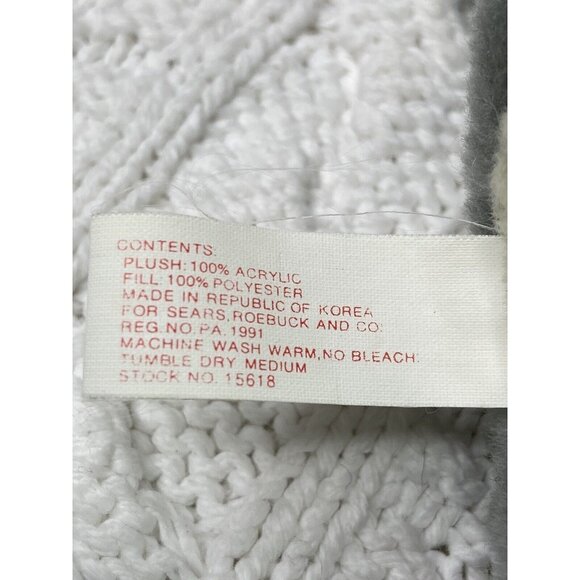 CONTENTS:
PLUSH:100% ACRYLIC
FILL:100% POLYESTER
MADE IN REPUBLIC OF KOREA
FOR SEARS,ROEBUCK AND CO:
REG.NO.PA.1991
MACHINE WASH WARM,NO BLEACH:
TUMBLE DRY MEDIUM
STOCK NO. 15618